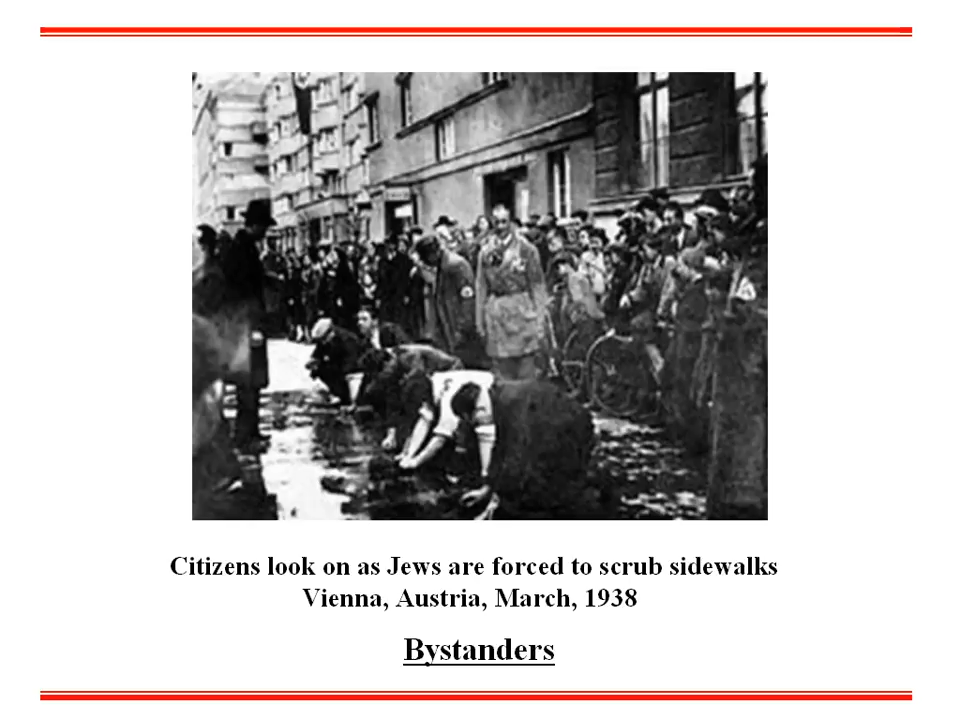 Citizens look on as Jews are forced to scrub sidewalks
Vienna, Austria, March, 1938
Bystanders